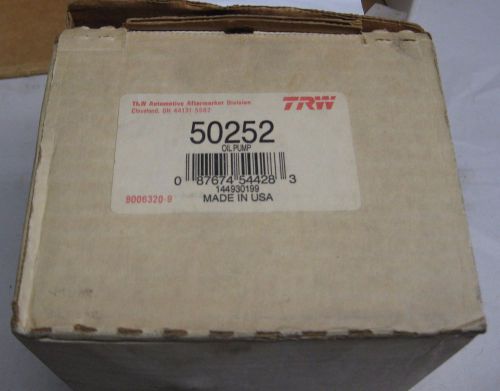 TRW Automotive Aftermarket Division
Cleveland, OH 44131-5582
TRW
50252
OIL PUMP
0 87674 54428 3
144930199
9006320-9
MADE IN USA